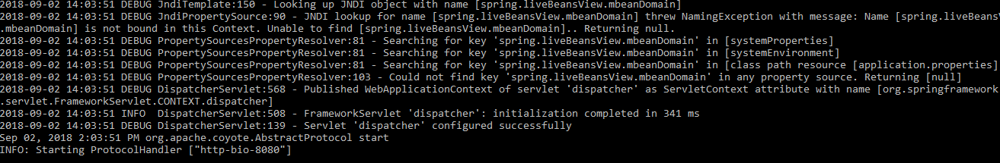 2018-09-02 14:03:51 DEBUG JndiTemplate:150 - Looking up JNDI object with name [spring.liveBeansView.mbeanDomain]
2018-09-02 14:03:51 DEBUG JndiPropertySource:90 - JNDI lookup for name [spring.liveBeansView.mbeanDomain] threw NamingException with message: Name [spring.liveBeansV
.mbeanDomain] is not bound in this Context. Unable to find [spring.liveBeansView.mbeanDomain].. Returning null.
2018-09-02 14:03:51 DEBUG PropertySourcesPropertyResolver:81 - Searching for key 'spring.liveBeansView.mbeanDomain' in [systemProperties]
2018-09-02 14:03:51 DEBUG PropertySourcesPropertyResolver:81 - Searching for key 'spring.liveBeansView.mbeanDomain' in [systemEnvironment]
2018-09-02 14:03:51 DEBUG PropertySourcesPropertyResolver:81 - Searching for key 'spring.liveBeansView.mbeanDomain' in [class path resource [application.properties]
2018-09-02 14:03:51 DEBUG PropertySourcesPropertyResolver:103 - Could not find key 'spring.liveBeansView.mbeanDomain' in any property source. Returning [null]
2018-09-02 14:03:51 DEBUG DispatcherServlet:568 - Published WebApplicationContext of servlet 'dispatcher' as ServletContext attribute with name [org.springframework
.servlet.FrameworkServlet.CONTEXT.dispatcher]
2018-09-02 14:03:51 INFO  DispatcherServlet:508 - FrameworkServlet 'dispatcher': initialization completed in 341 ms
2018-09-02 14:03:51 DEBUG DispatcherServlet:139 - Servlet 'dispatcher' configured successfully
Sep 02, 2018 2:03:51 PM org.apache.coyote.AbstractProtocol start
INFO: Starting ProtocolHandler ["http-bio-8080"]